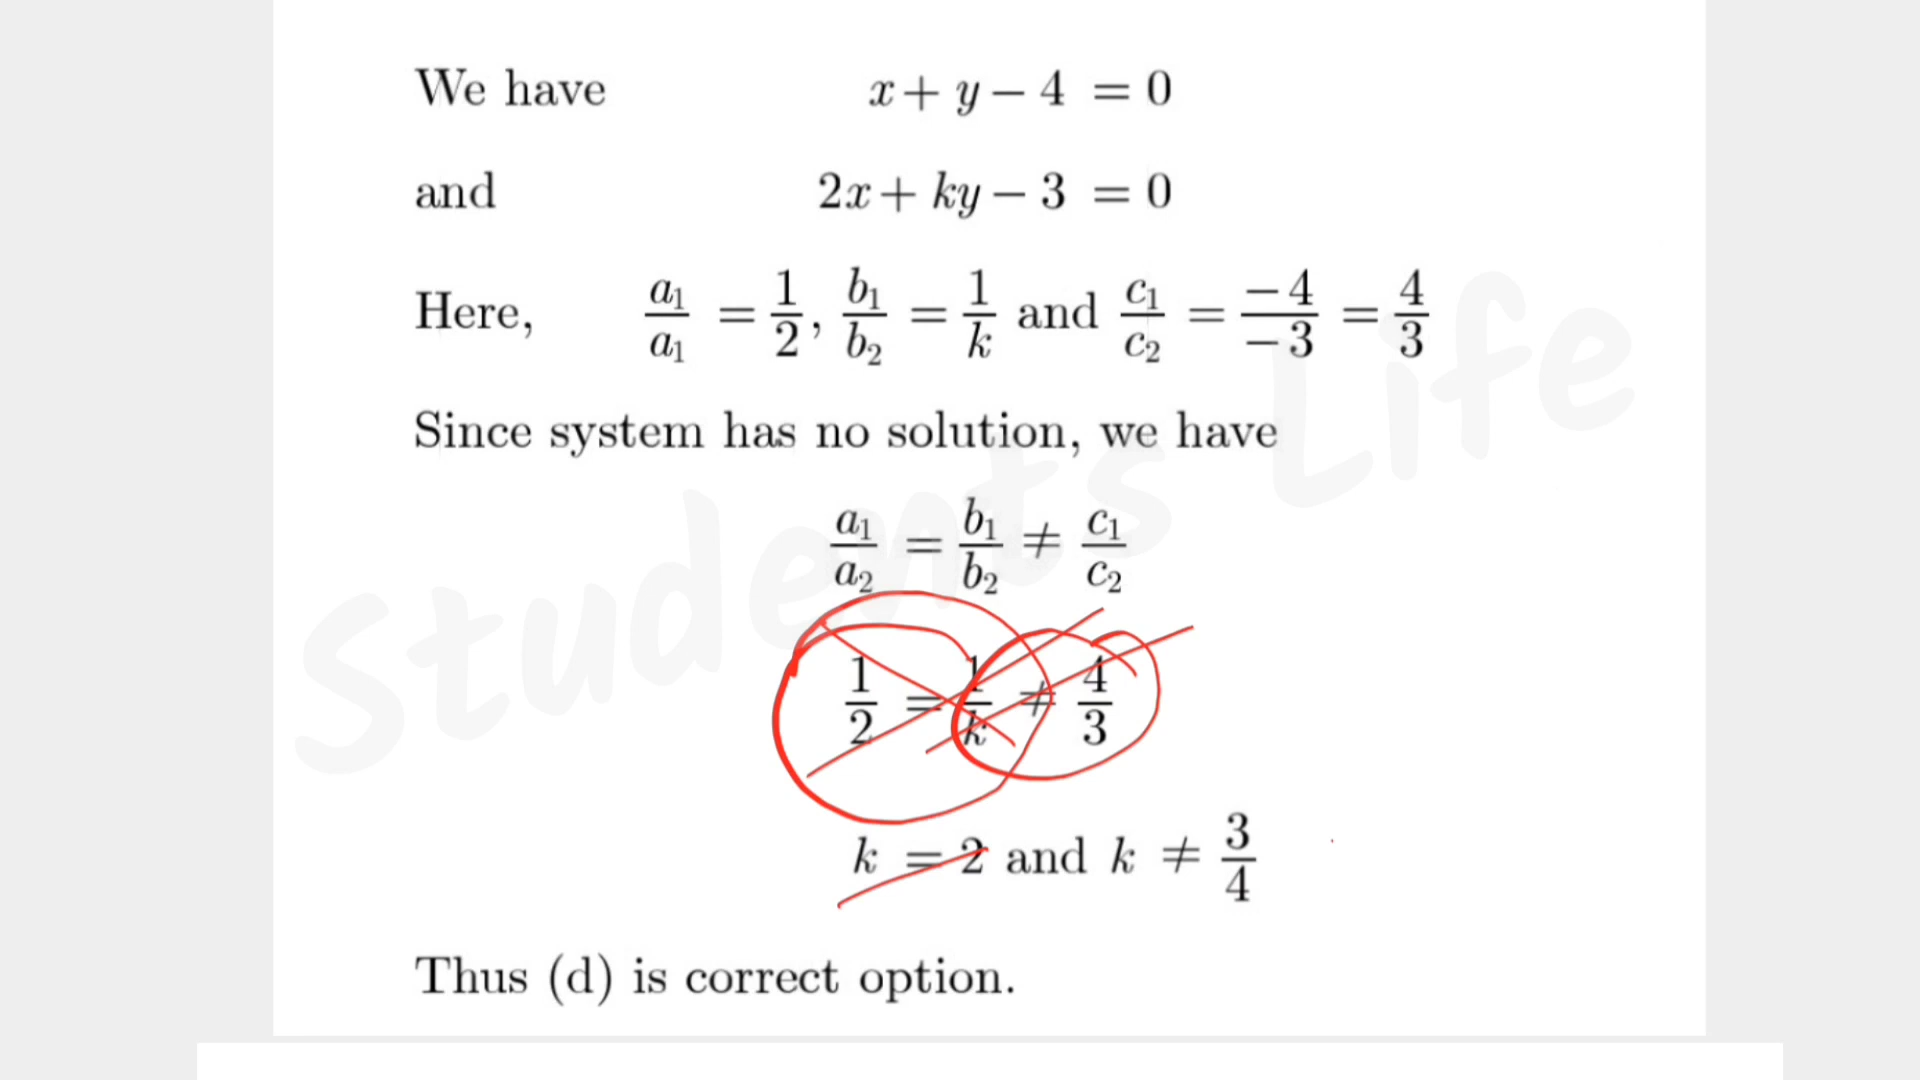 We have x + y − 4 = 0
and 2x + ky − 3 = 0
Here, a₁/a₁ = 1/2, b₁/b₂ = 1/k and c₁/c₂ = −4/−3 = 4/3
Since system has no solution, we have
a₁/a₂ = b₁/b₂ ≠ c₁/c₂
1/2 = 1/k ≠ 4/3
k = 2 and k ≠ 3/4
Thus (d) is correct option.
Students Life